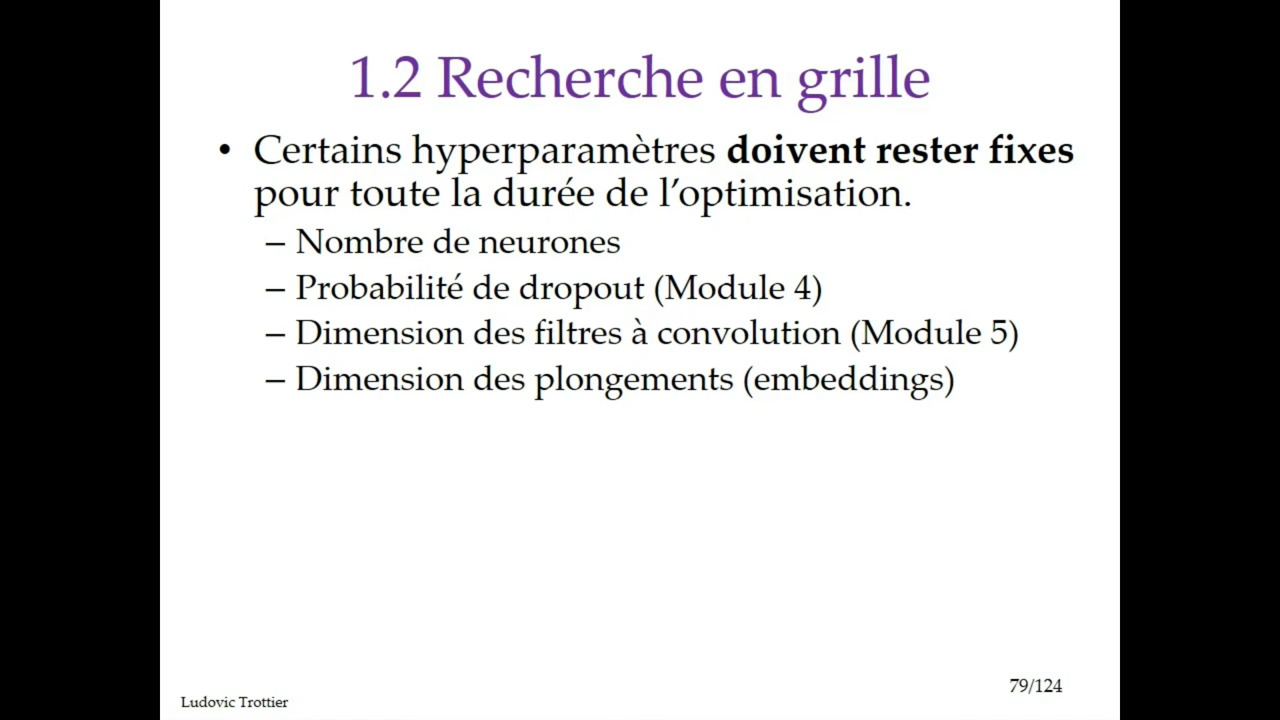 1.2 Recherche en grille
• Certains hyperparamètres doivent rester fixes
pour toute la durée de l’optimisation.
– Nombre de neurones
– Probabilité de dropout (Module 4)
– Dimension des filtres à convolution (Module 5)
– Dimension des plongements (embeddings)
79/124
Ludovic Trottier